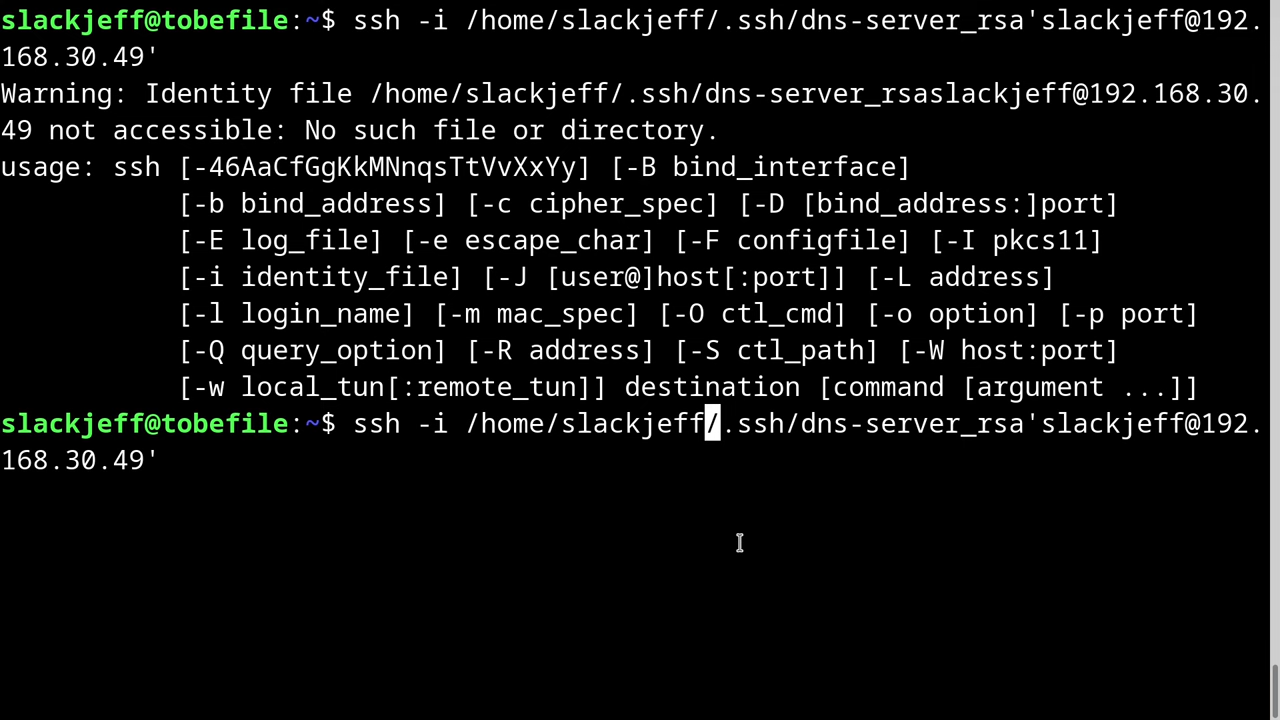 slackjeff@tobefile:~$ ssh -i /home/slackjeff/.ssh/dns-server_rsa'slackjeff@192.
168.30.49'
Warning: Identity file /home/slackjeff/.ssh/dns-server_rsaslackjeff@192.168.30.
49 not accessible: No such file or directory.
usage: ssh [-46AaCfGgKkMNnqsTtVvXxYy] [-B bind_interface]
           [-b bind_address] [-c cipher_spec] [-D [bind_address:]port]
           [-E log_file] [-e escape_char] [-F configfile] [-I pkcs11]
           [-i identity_file] [-J [user@]host[:port]] [-L address]
           [-l login_name] [-m mac_spec] [-O ctl_cmd] [-o option] [-p port]
           [-Q query_option] [-R address] [-S ctl_path] [-W host:port]
           [-w local_tun[:remote_tun]] destination [command [argument ...]]
slackjeff@tobefile:~$ ssh -i /home/slackjeff/.ssh/dns-server_rsa'slackjeff@192.
168.30.49'